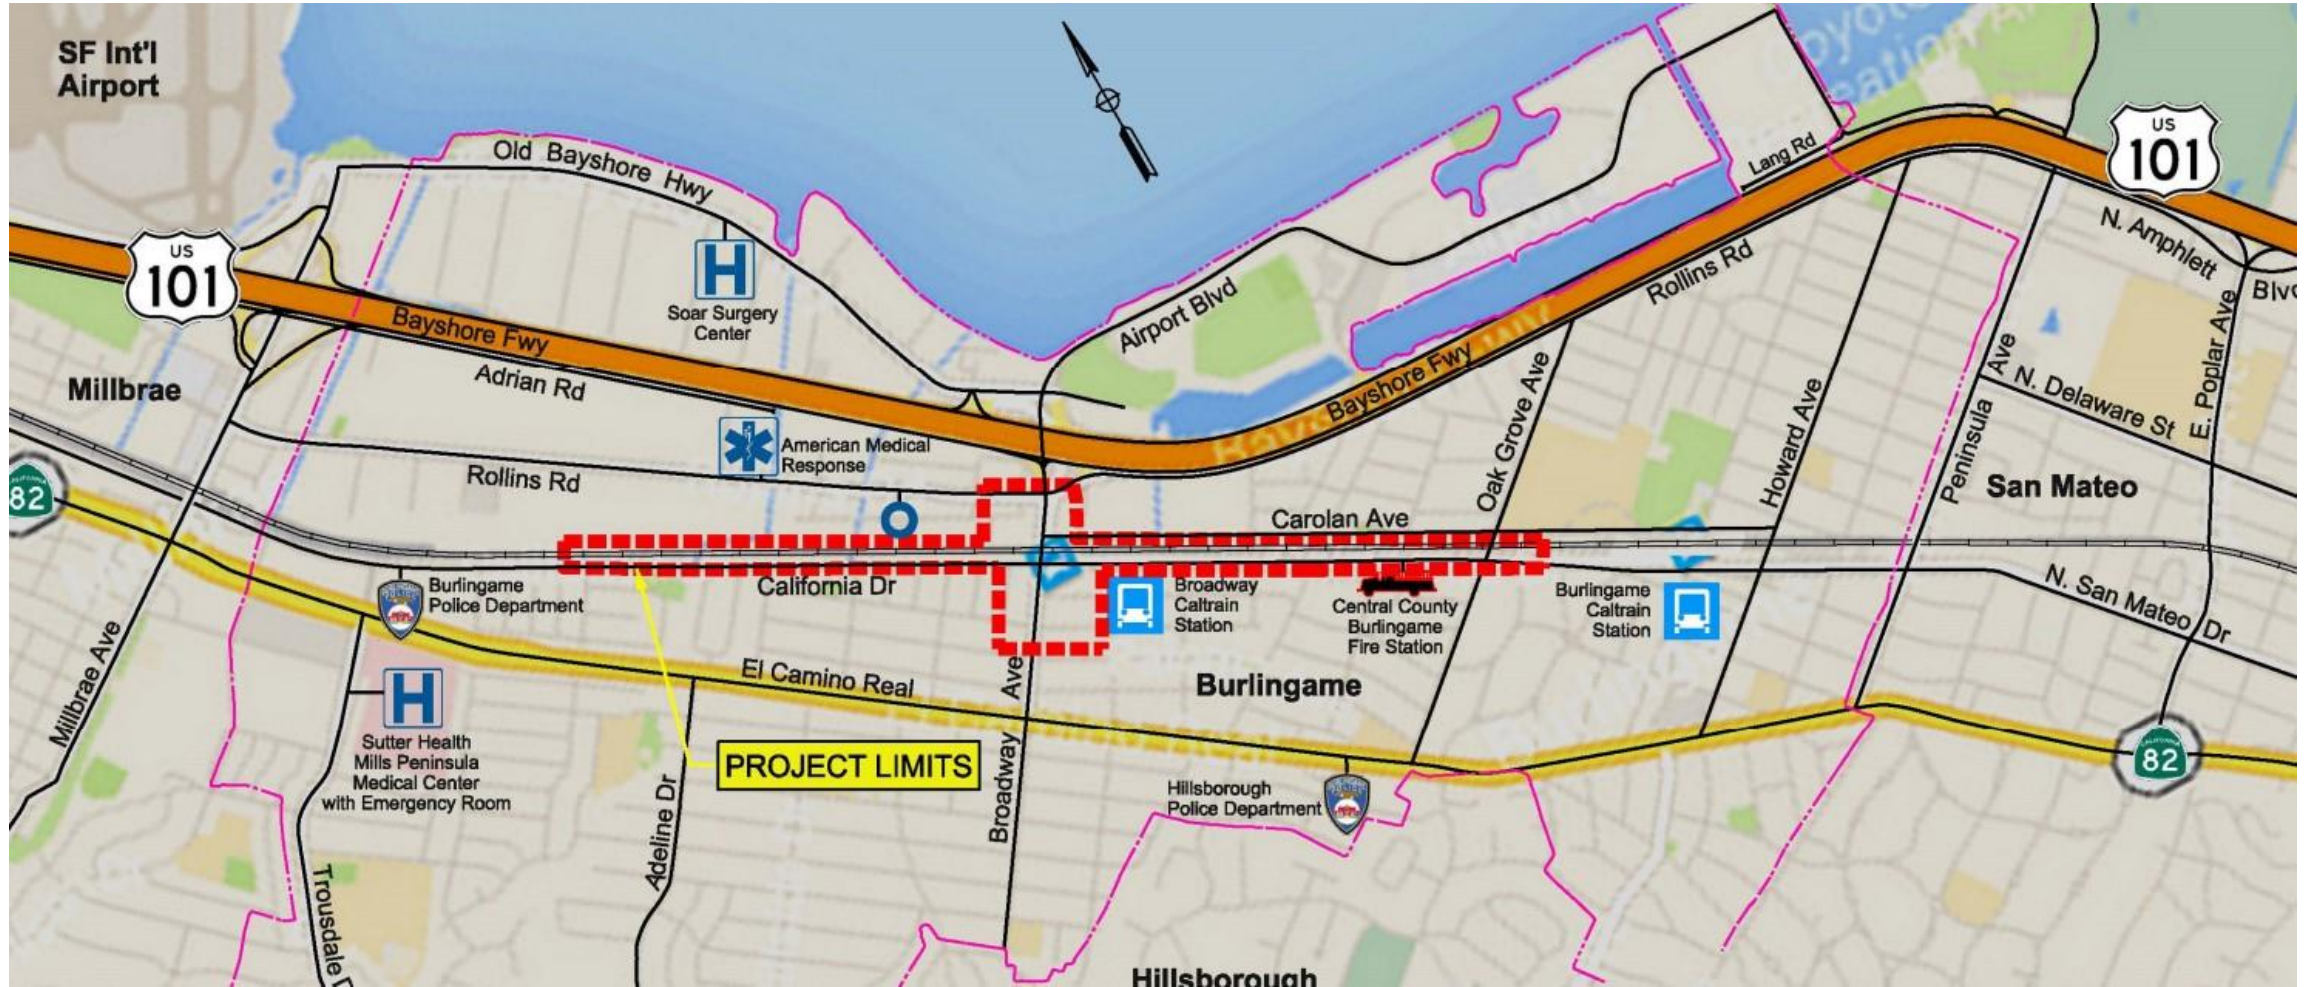 SF Int'l
Airport
US
101
Old Bayshore Hwy
Soar Surgery
Center
Airport Blvd
Lang Rd
US
101
N. Amphlett
Blvd
Rollins Rd
Bayshore Fwy
Bayshore Fwy
Adrian Rd
Millbrae
American Medical
Response
Rollins Rd
Oak Grove Ave
Howard Ave
Peninsula Ave
N. Delaware St
E. Poplar Ave
San Mateo
82
Carolan Ave
California Dr
Burlingame
Police Department
Broadway
Caltrain
Station
Central County
Burlingame
Fire Station
Burlingame
Caltrain
Station
N. San Mateo Dr
Millbrae Ave
El Camino Real
Broadway Ave
Burlingame
Sutter Health
Mills Peninsula
Medical Center
with Emergency Room
PROJECT LIMITS
Adeline Dr
Hillsborough
Police Department
CALIFORNIA
82
Trousdale
Hillsborough